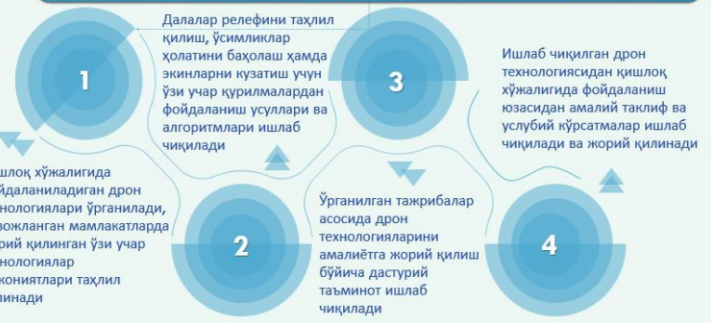 1
шлоқ хўжалигида
йдаланиладиган дрон
нологиялари ўрганилади,
вожланган мамлакатларда
рий қилинган ўзи учар
нологиялар
кониятлари таҳлил
линади
Далалар релефини таҳлил
қилиш, ўсимликлар
ҳолатини баҳолаш ҳамда
экинларни кузатиш учун
ўзи учар қурилмалардан
фойдаланиш усуллари ва
алгоритмлари ишлаб
чиқилади
2
3
Ўрганилган тажрибалар
асосида дрон
технологияларини
амалиётга жорий қилиш
бўйича дастурий
таъминот ишлаб
чиқилади
Ишлаб чиқилган дрон
технологиясидан қишлоқ
хўжалигида фойдаланиш
юзасидан амалий таклиф ва
услубий кўрсатмалар ишлаб
чиқилади ва жорий қилинади
4